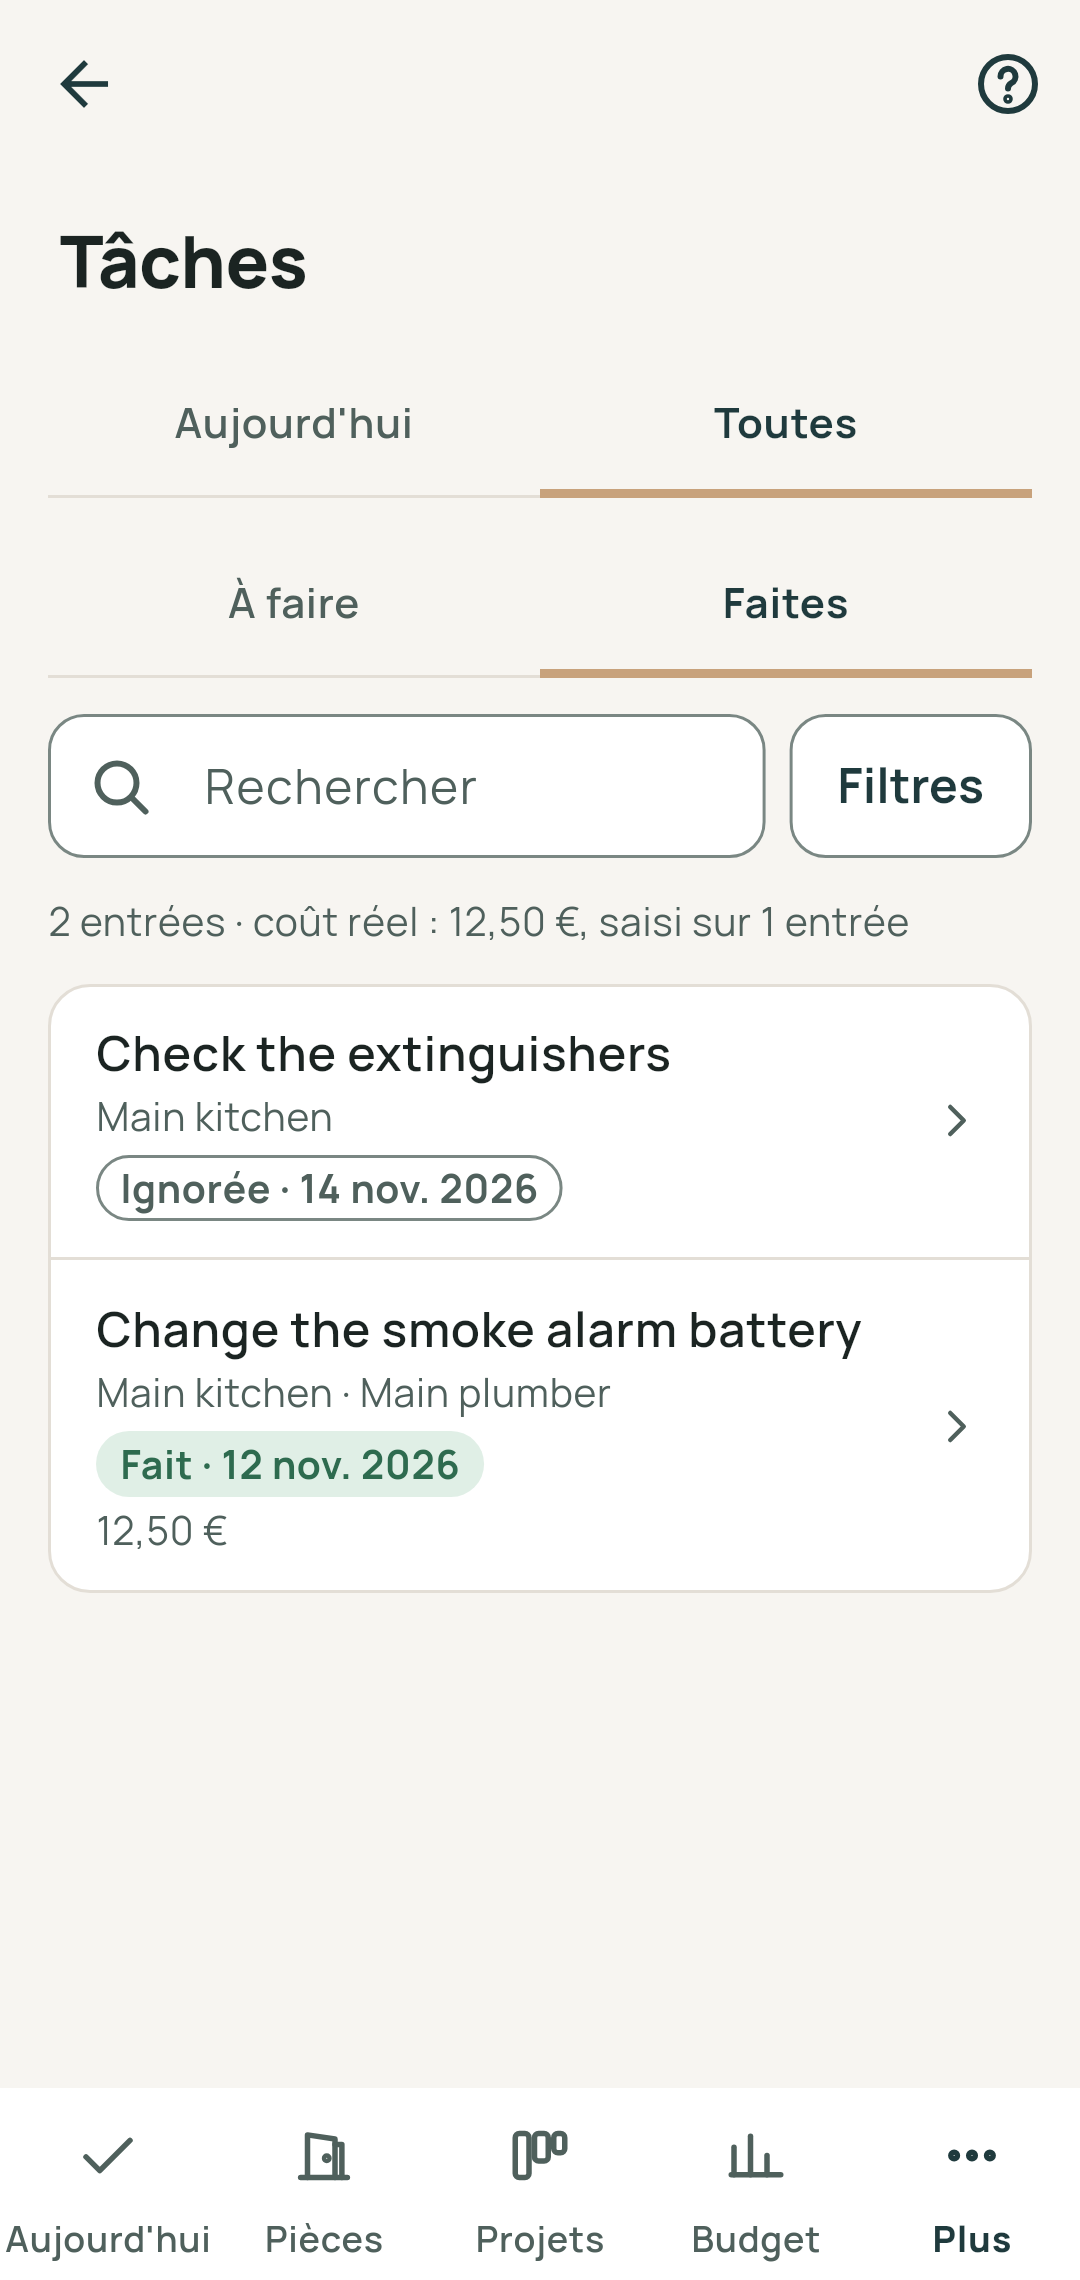 Tâches
Aujourd'hui
Toutes
À faire
Faites
Rechercher
Filtres
2 entrées · coût réel : 12,50 €, saisi sur 1 entrée
Check the extinguishers
Main kitchen
Ignorée · 14 nov. 2026
Change the smoke alarm battery
Main kitchen · Main plumber
Fait · 12 nov. 2026
12,50 €
Aujourd'hui
Pièces
Projets
Budget
Plus